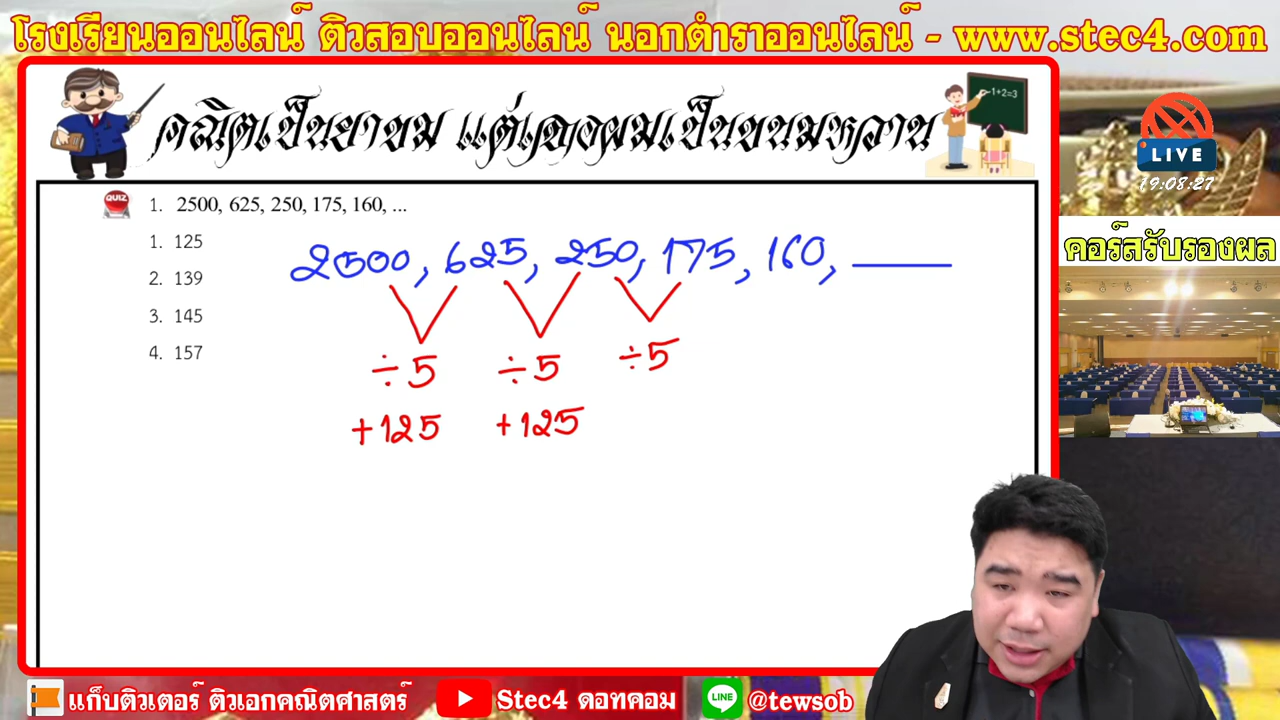 โรงเรียนออนไลน์ ติวสอบออนไลน์ นอกตำราออนไลน์ - www.stec4.com
คณิตเป็นยาขม แต่เธอผมเป็นขนมหวาน
1+2=3
LIVE
19:08:27
QUIZ 1. 2500, 625, 250, 175, 160, ...
1. 125
2. 139
3. 145
4. 157
2500, 625, 250, 175, 160, ____
÷5 ÷5 ÷5
+125 +125
คอร์สรับรองผล
แก็บติวเตอร์ ติวเอกคณิตศาสตร์
Stec4 ดอทคอม
LINE @tewsob